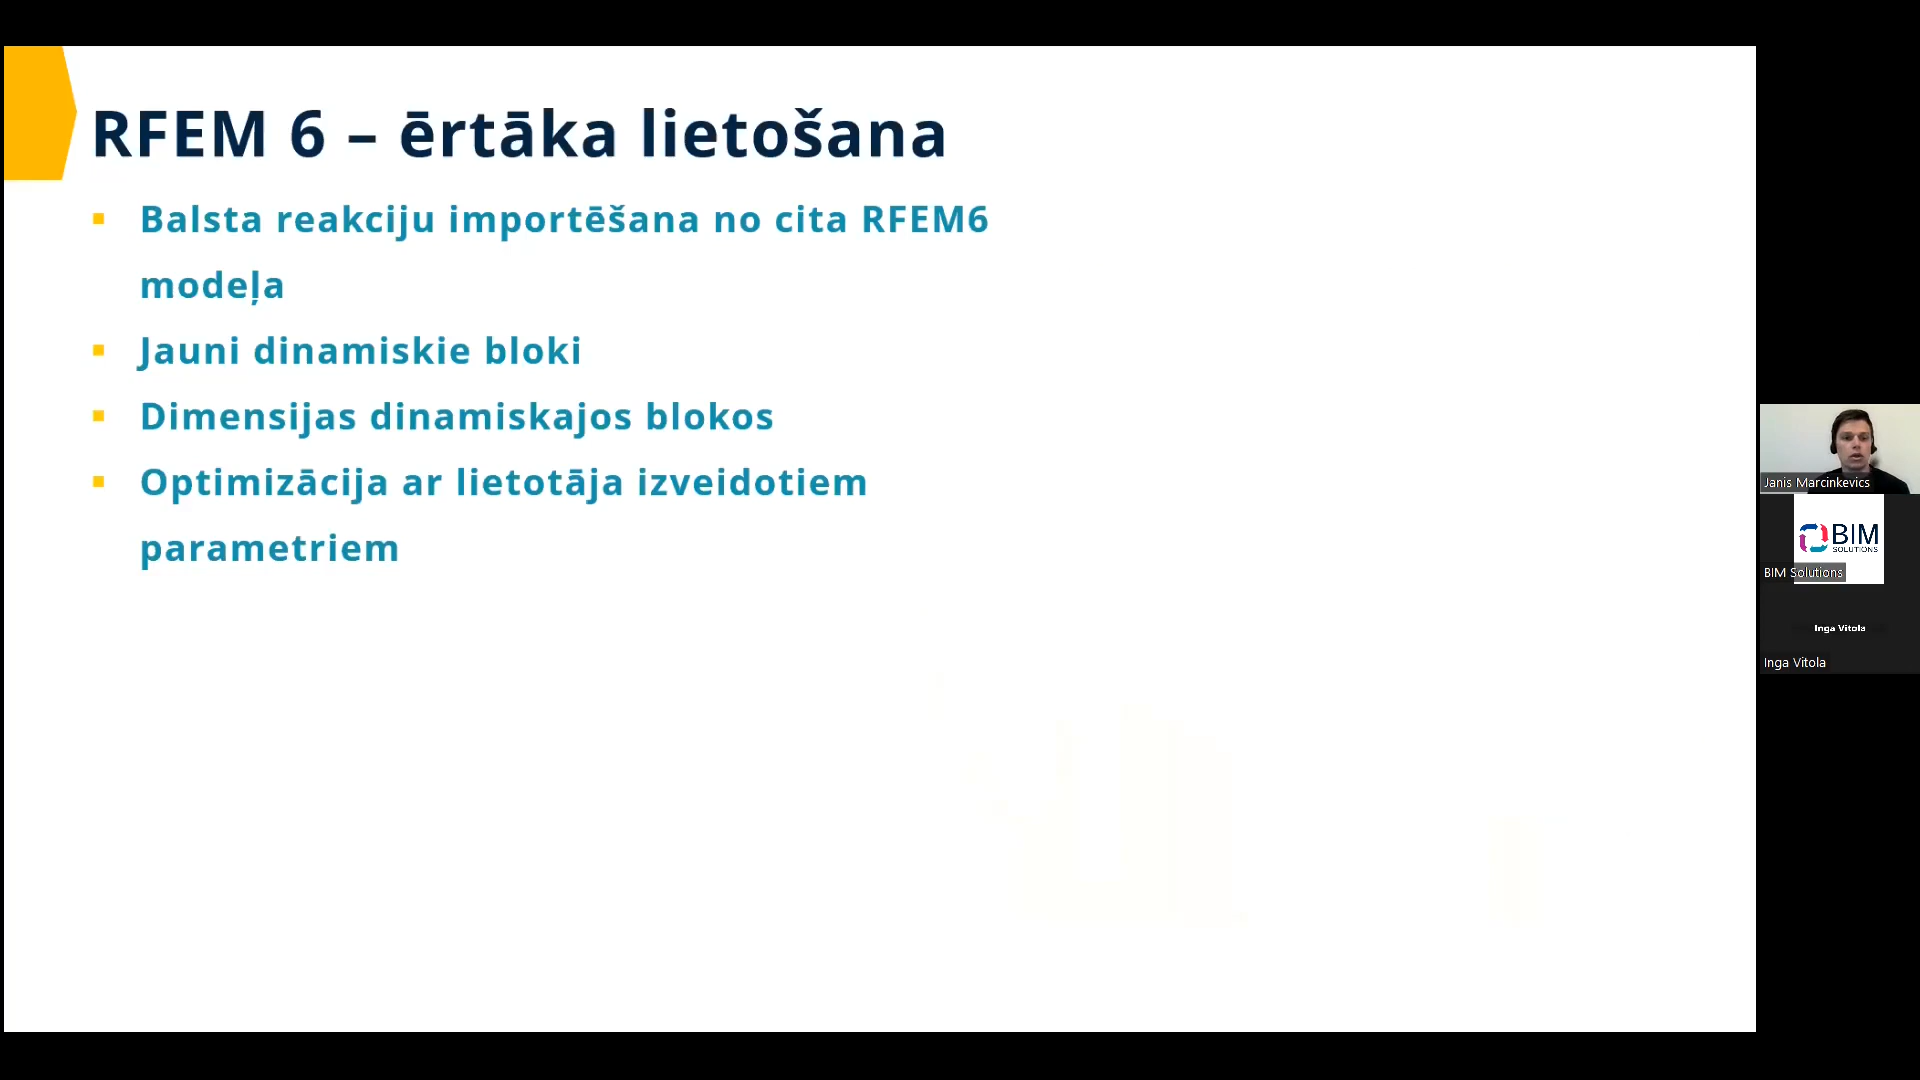 RFEM 6 – ērtāka lietošana
Balsta reakciju importēšana no cita RFEM6
modeļa
Jauni dinamiskie bloki
Dimensijas dinamiskajos blokos
Optimizācija ar lietotāja izveidotiem
parametriem
Janis Marcinkevics
BIM
SOLUTIONS
BIM Solutions
Inga Vitola
Inga Vitola